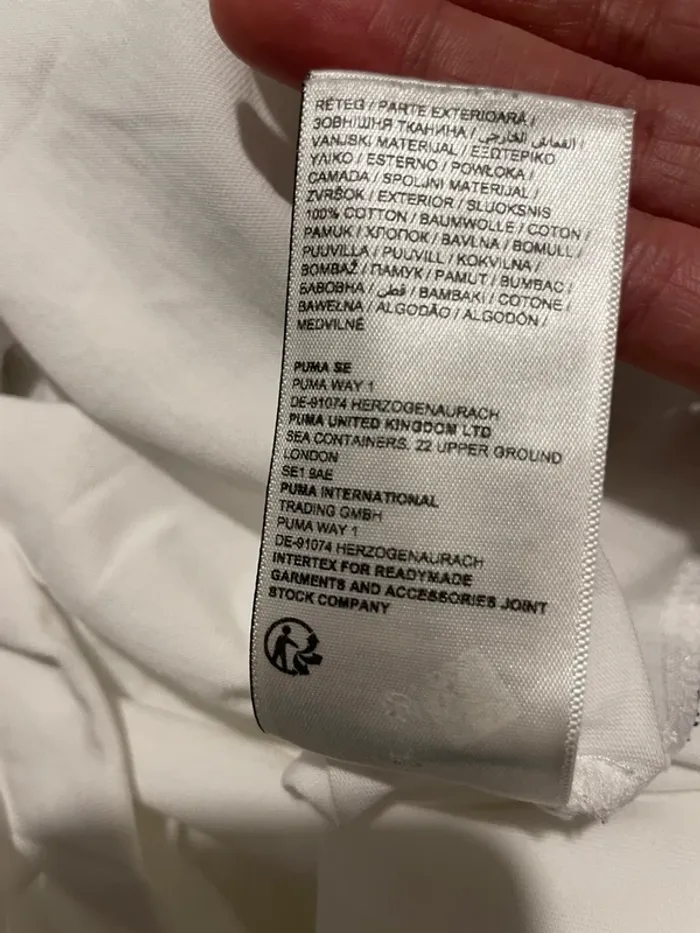 RÉTEG / PARTE EXTERIOARĂ /
ЗОВНІШНЯ ТКАНИНА / القماش الخارجي /
VANJSKI MATERIJAL / ΕΞΩΤΕΡΙΚΟ
ΥΛΙΚΟ / ESTERNO / POWŁOKA /
CAMADA / SPOLJNI MATERIJAL /
ZVRŠOK / EXTERIOR / SLUOKSNIS
100% COTTON / BAUMWOLLE / COTON /
PAMUK / ХЛОПОК / BAVLNA / BOMULL /
PUUVILLA / PUUVILL / KOKVILNA /
BOMBAŽ / ПАМУК / PAMUT / BUMBAC /
БАВОВНА / قطن / BAMBAKI / COTONE /
BAWEŁNA / ALGODÃO / ALGODÓN /
MEDVILNĖ
PUMA SE
PUMA WAY 1
DE-91074 HERZOGENAURACH
PUMA UNITED KINGDOM LTD
SEA CONTAINERS, 22 UPPER GROUND
LONDON
SE1 9AE
PUMA INTERNATIONAL
TRADING GMBH
PUMA WAY 1
DE-91074 HERZOGENAURACH
INTERTEX FOR READYMADE
GARMENTS AND ACCESSORIES JOINT
STOCK COMPANY